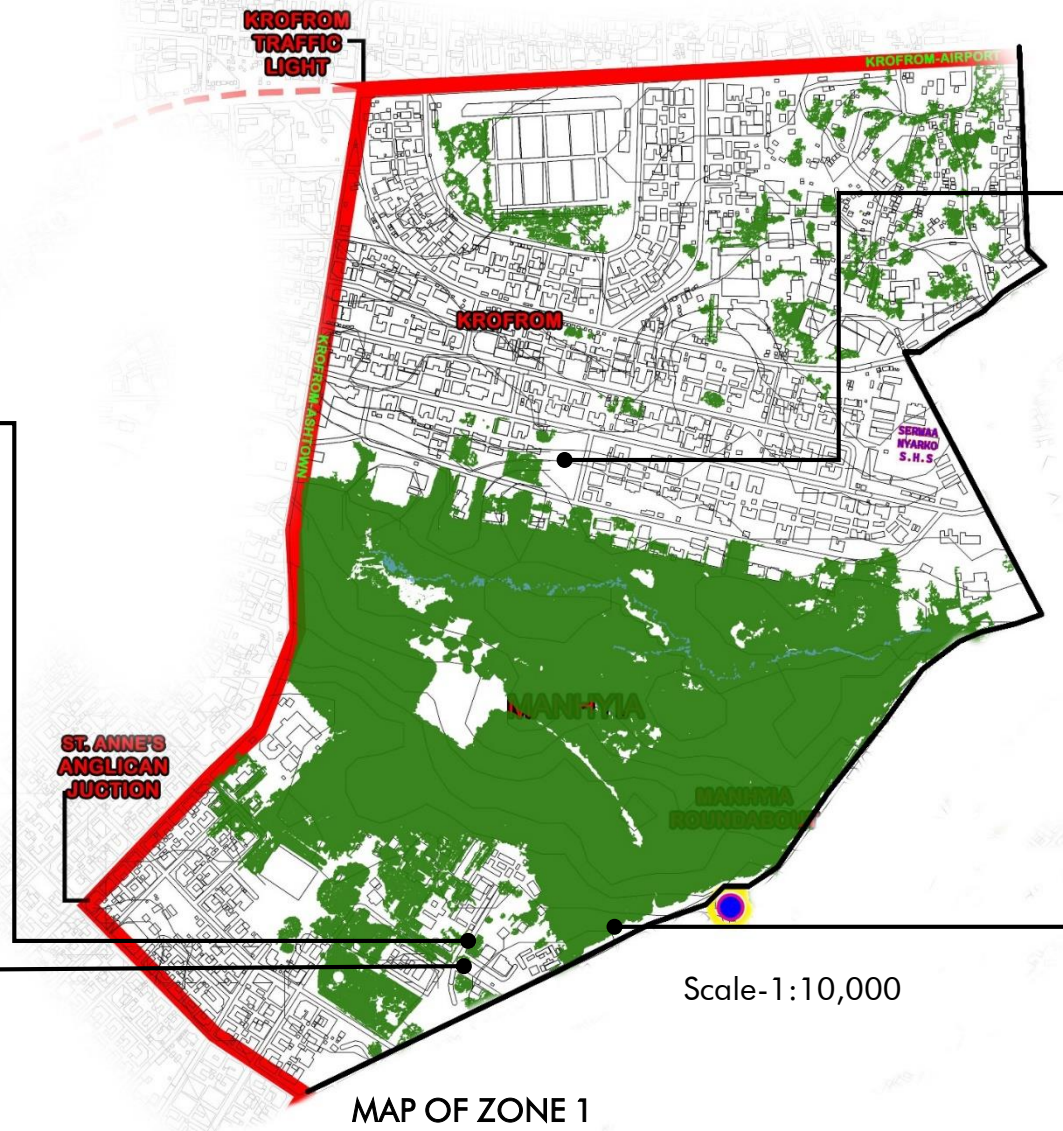 KROFROM
TRAFFIC
LIGHT
KROFROM-AIRPORT
KROFROM
KROFROM-ASHTOWN
SERWAA
NYARKO
S.H.S.
MANHYIA
ST. ANNE'S
ANGLICAN
JUCTION
MANHYIA
ROUNDABOUT
Scale-1:10,000
MAP OF ZONE 1